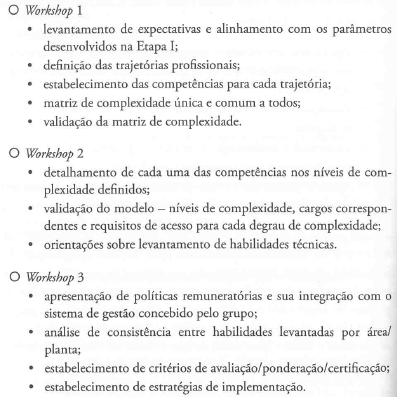 ○ Workshop 1
• levantamento de expectativas e alinhamento com os parâmetros
desenvolvidos na Etapa I;
• definição das trajetórias profissionais;
• estabelecimento das competências para cada trajetória;
• matriz de complexidade única e comum a todos;
• validação da matriz de complexidade.
○ Workshop 2
• detalhamento de cada uma das competências nos níveis de com-
plexidade definidos;
• validação do modelo – níveis de complexidade, cargos correspon-
dentes e requisitos de acesso para cada degrau de complexidade;
• orientações sobre levantamento de habilidades técnicas.
○ Workshop 3
• apresentação de políticas remuneratórias e sua integração com o
sistema de gestão concebido pelo grupo;
• análise de consistência entre habilidades levantadas por área/
planta;
• estabelecimento de critérios de avaliação/ponderação/certificação;
• estabelecimento de estratégias de implementação.